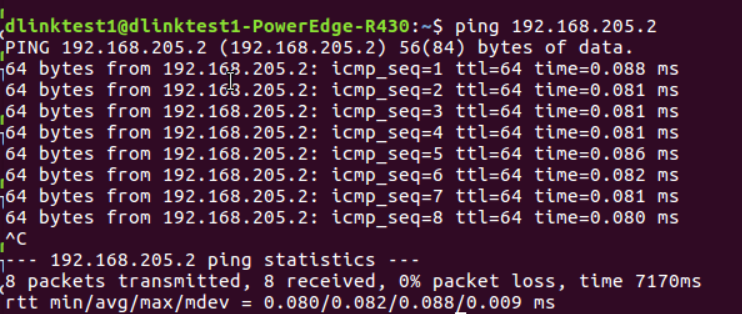 dlinktest1@dlinktest1-PowerEdge-R430:~$ ping 192.168.205.2
PING 192.168.205.2 (192.168.205.2) 56(84) bytes of data.
64 bytes from 192.168.205.2: icmp_seq=1 ttl=64 time=0.088 ms
64 bytes from 192.168.205.2: icmp_seq=2 ttl=64 time=0.081 ms
64 bytes from 192.168.205.2: icmp_seq=3 ttl=64 time=0.081 ms
64 bytes from 192.168.205.2: icmp_seq=4 ttl=64 time=0.081 ms
64 bytes from 192.168.205.2: icmp_seq=5 ttl=64 time=0.086 ms
64 bytes from 192.168.205.2: icmp_seq=6 ttl=64 time=0.082 ms
64 bytes from 192.168.205.2: icmp_seq=7 ttl=64 time=0.081 ms
64 bytes from 192.168.205.2: icmp_seq=8 ttl=64 time=0.080 ms
^C
--- 192.168.205.2 ping statistics ---
8 packets transmitted, 8 received, 0% packet loss, time 7170ms
rtt min/avg/max/mdev = 0.080/0.082/0.088/0.009 ms